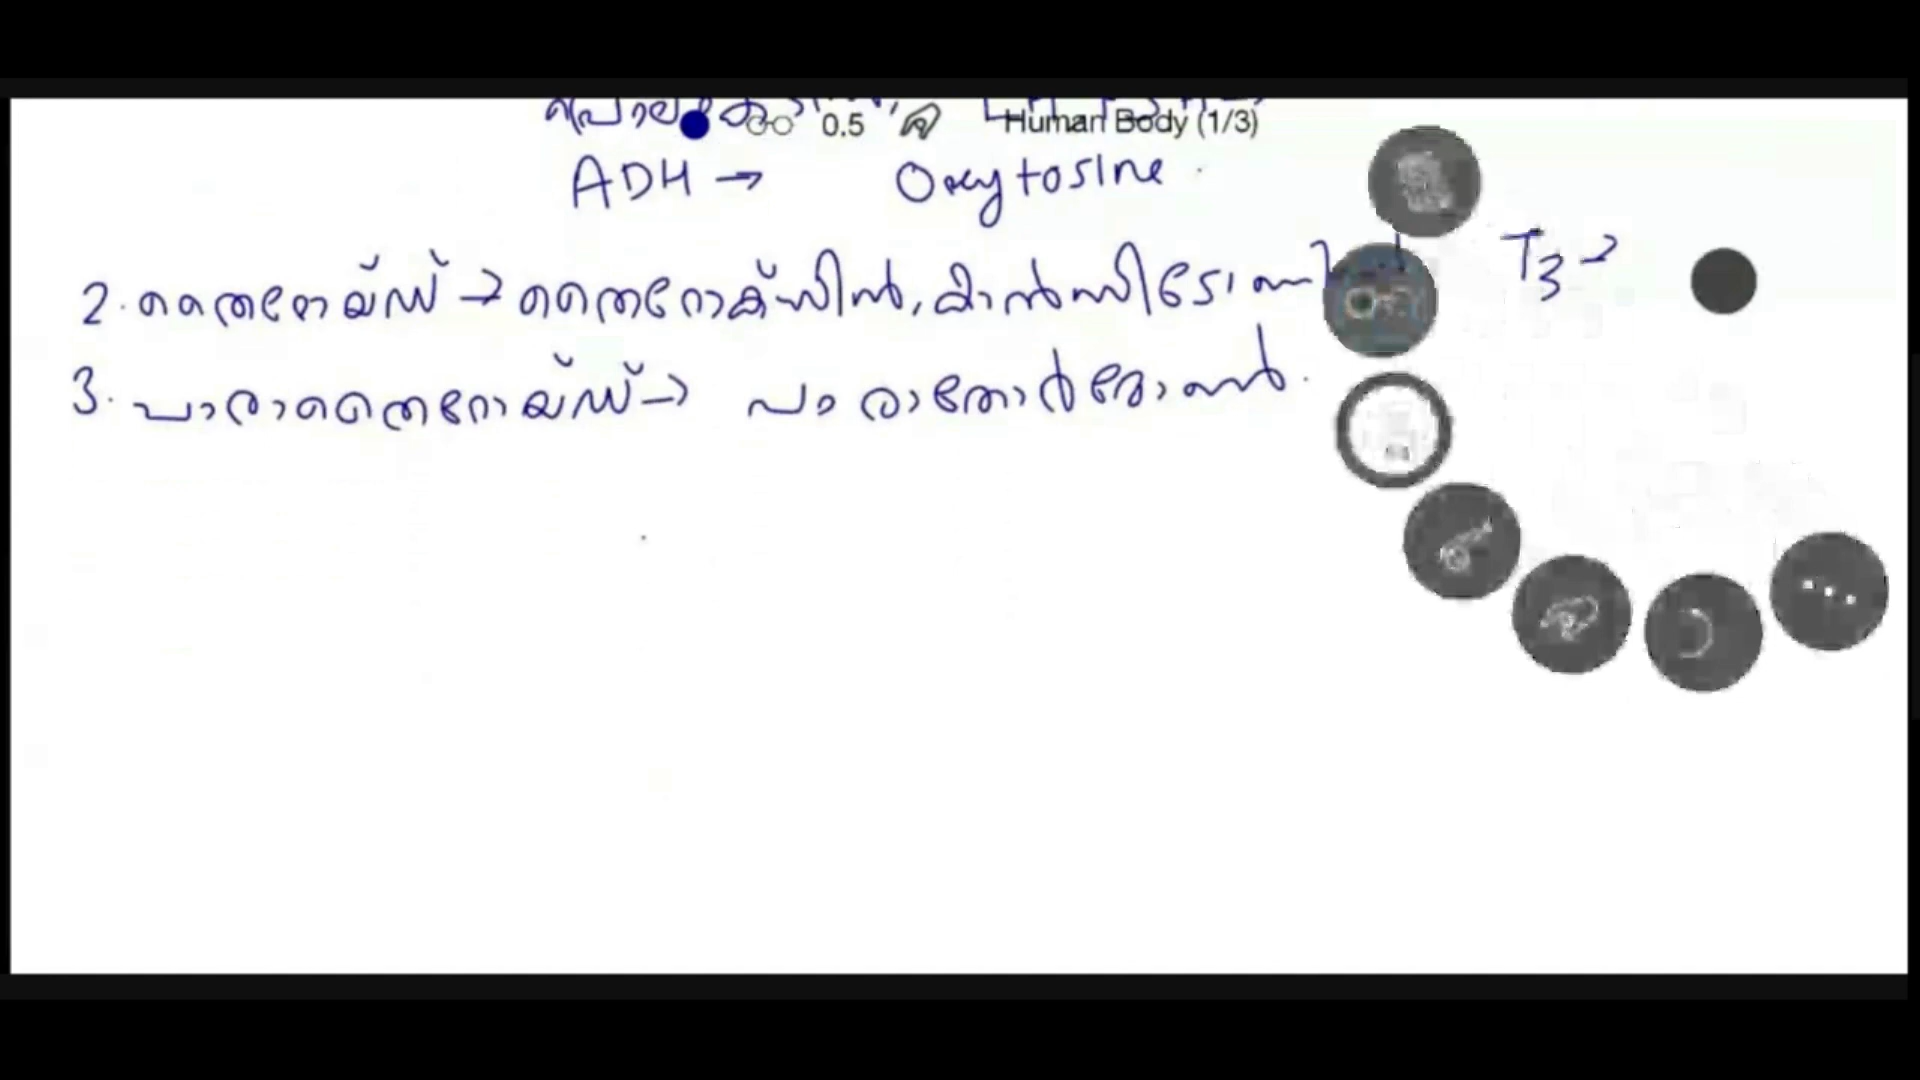 0.5 Human Body (1/3)
ADH → Oxytosine
2. തൈറോയ്ഡ് → തൈറോക്സിൻ, കാൽസിടോണ T3 →
3. പാരാതൈറോയ്ഡ് → പാരാതോർമോൺ.